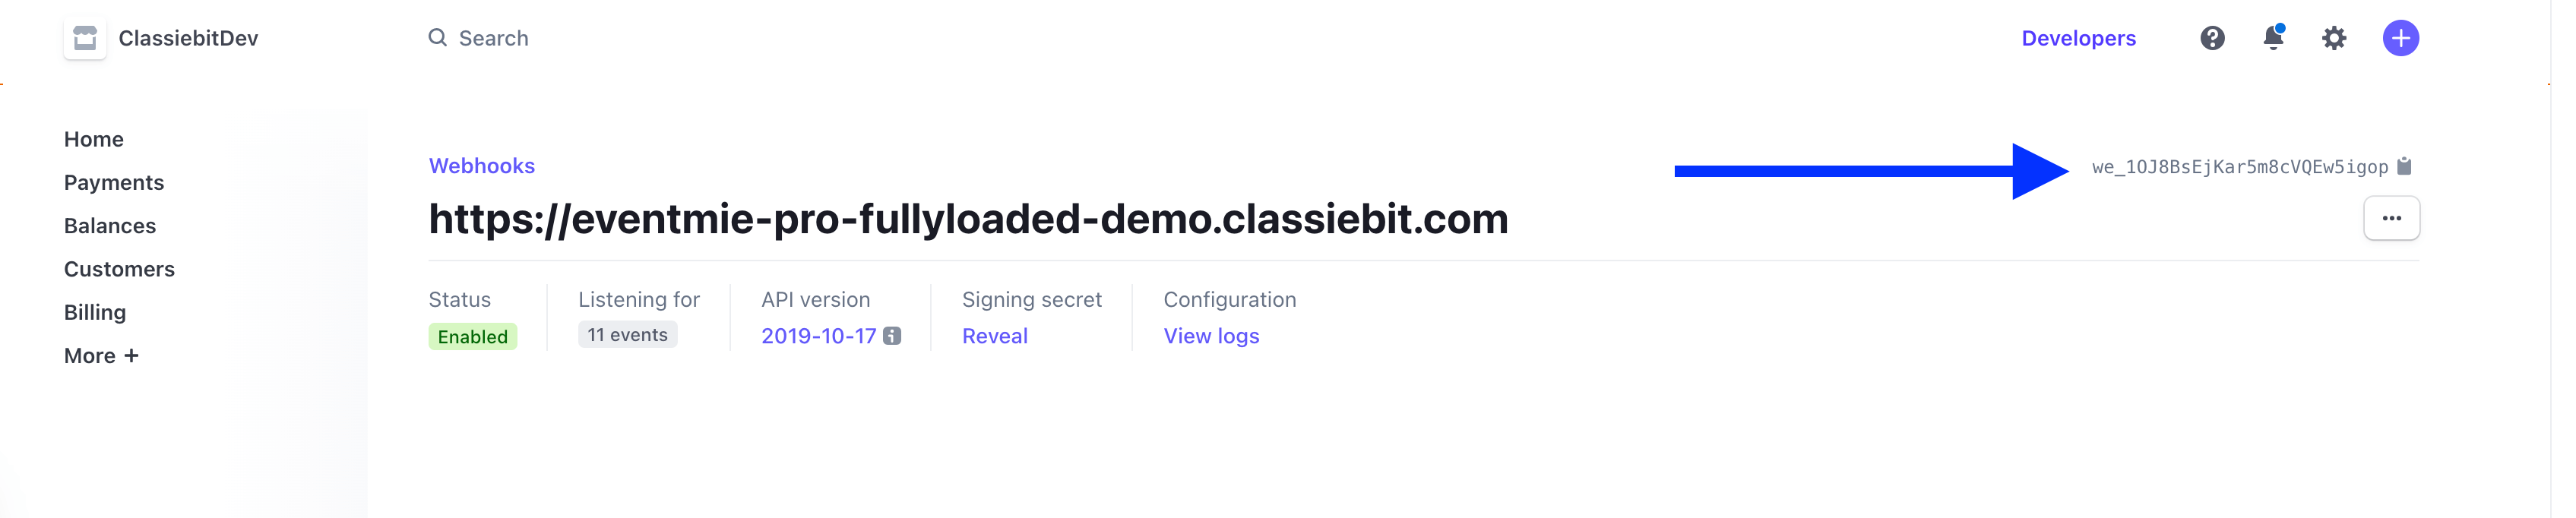 ClassiebitDev
Search
Developers
Home
Payments
Balances
Customers
Billing
More +
Webhooks
we_1OJ8BsEjKar5m8cVQEw5igop
https://eventmie-pro-fullyloaded-demo.classiebit.com
Status
Enabled
Listening for
11 events
API version
2019-10-17
Signing secret
Reveal
Configuration
View logs